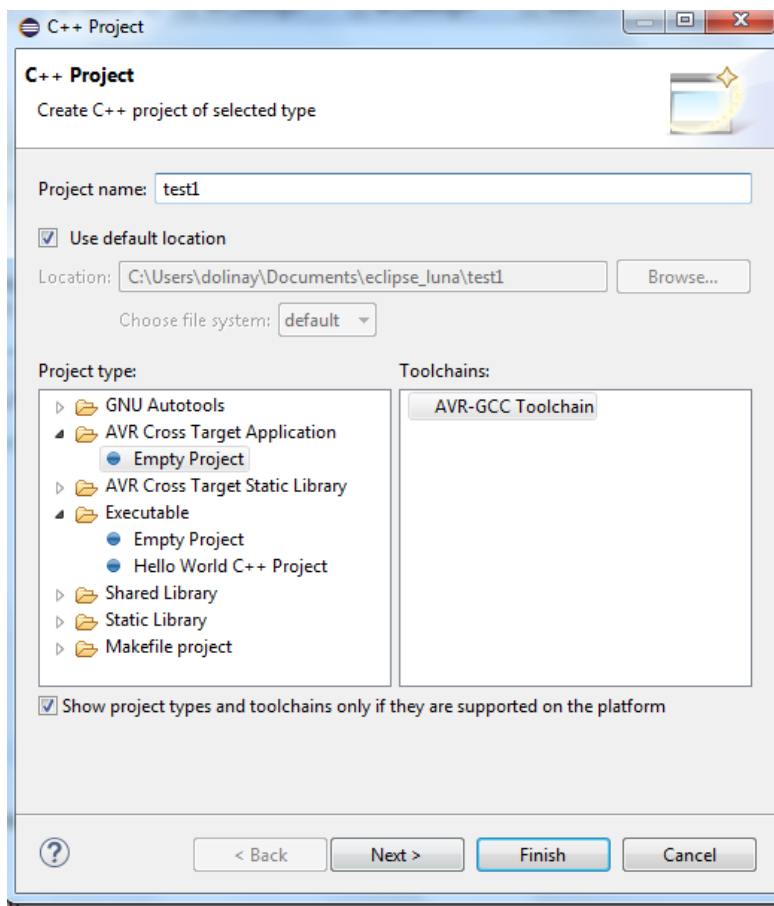 C++ Project
C++ Project
Create C++ project of selected type
Project name: test1
Use default location
Location: C:\Users\dolinay\Documents\eclipse_luna\test1 Browse...
Choose file system: default
Project type: Toolchains:
GNU Autotools AVR-GCC Toolchain
AVR Cross Target Application
Empty Project
AVR Cross Target Static Library
Executable
Empty Project
Hello World C++ Project
Shared Library
Static Library
Makefile project
Show project types and toolchains only if they are supported on the platform
? < Back Next > Finish Cancel